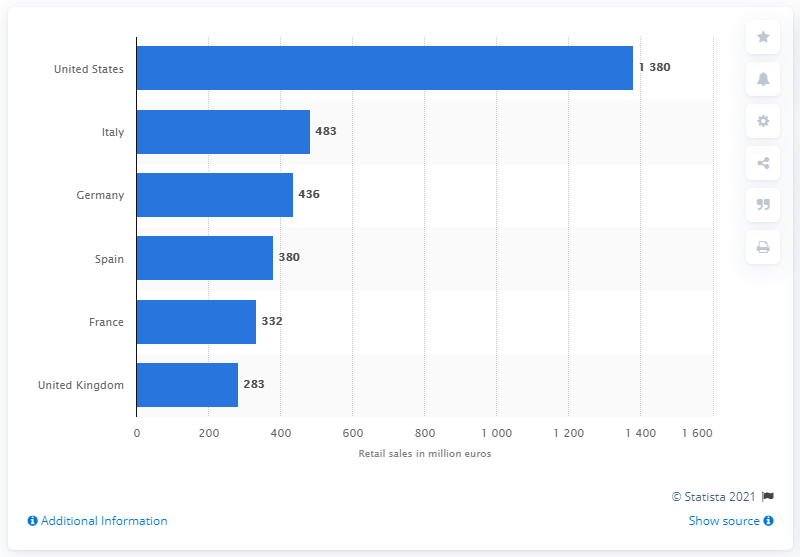 United States 1 380
Italy 483
Germany 436
Spain 380
France 332
United Kingdom 283
0 200 400 600 800 1 000 1 200 1 400 1 600
Retail sales in million euros
© Statista 2021
Additional Information Show source